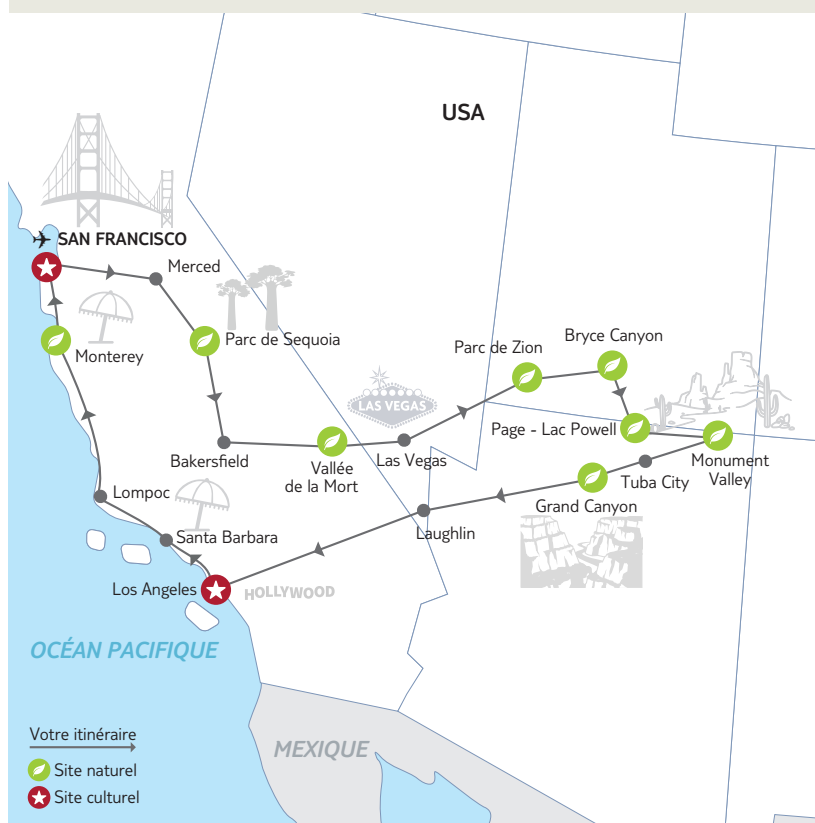 USA
SAN FRANCISCO
Merced
Parc de Sequoia
Monterey
Parc de Zion
Bryce Canyon
LAS VEGAS
Page - Lac Powell
Bakersfield
Vallée
de la Mort
Las Vegas
Monument
Valley
Tuba City
Grand Canyon
Lompoc
Santa Barbara
Laughlin
Los Angeles
HOLLYWOOD
OCÉAN PACIFIQUE
MEXIQUE
Votre itinéraire
Site naturel
Site culturel